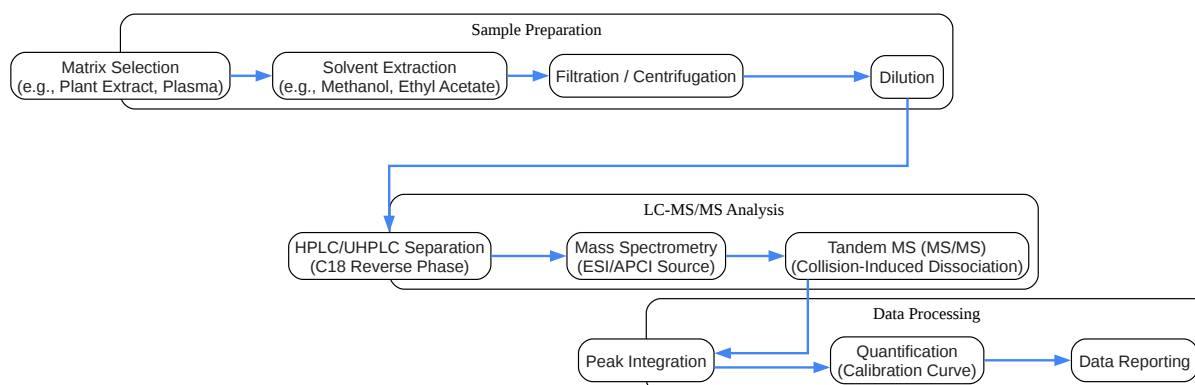 Sample Preparation
Matrix Selection
(e.g., Plant Extract, Plasma)
Solvent Extraction
(e.g., Methanol, Ethyl Acetate)
Filtration / Centrifugation
Dilution
LC-MS/MS Analysis
HPLC/UHPLC Separation
(C18 Reverse Phase)
Mass Spectrometry
(ESI/APCI Source)
Tandem MS (MS/MS)
(Collision-Induced Dissociation)
Data Processing
Peak Integration
Quantification
(Calibration Curve)
Data Reporting